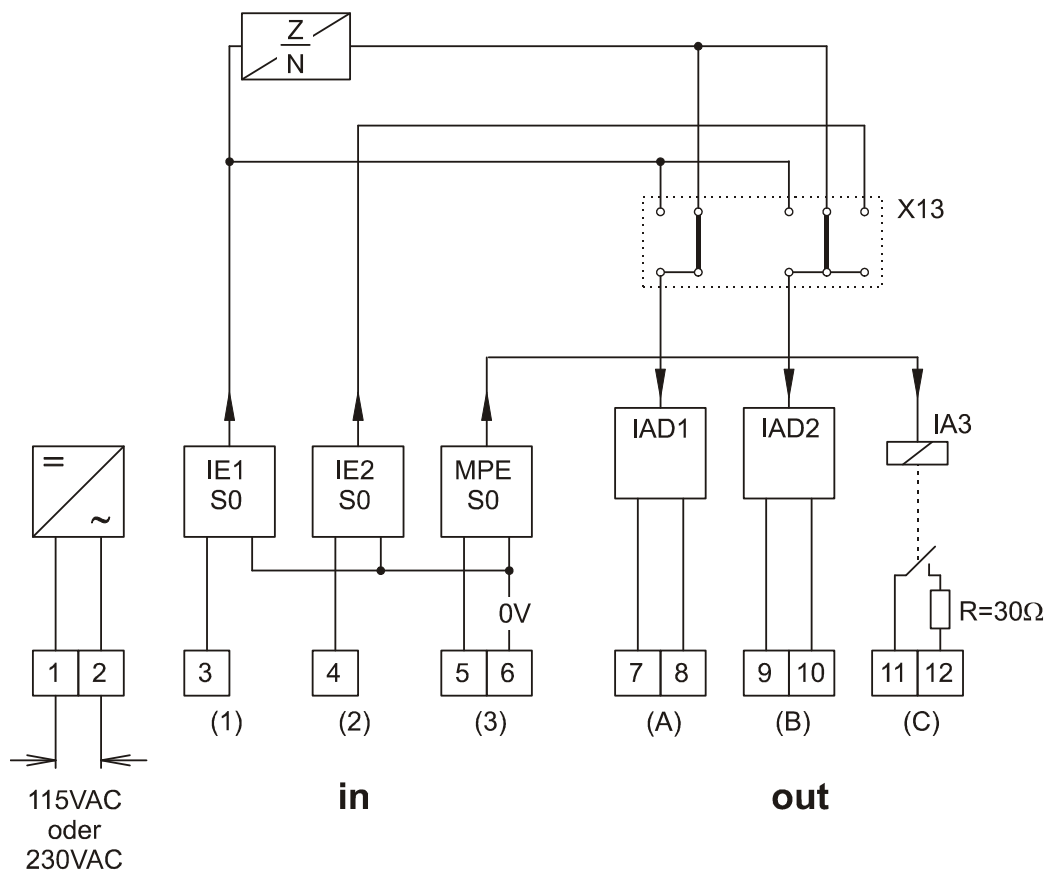 Z
N
X13
IAD1
IAD2
IA3
=
~
IE1
S0
IE2
S0
MPE
S0
0V
R=30Ω
1
2
3
4
5
6
7
8
9
10
11
12
(1)
(2)
(3)
(A)
(B)
(C)
115VAC
oder
230VAC
in
out